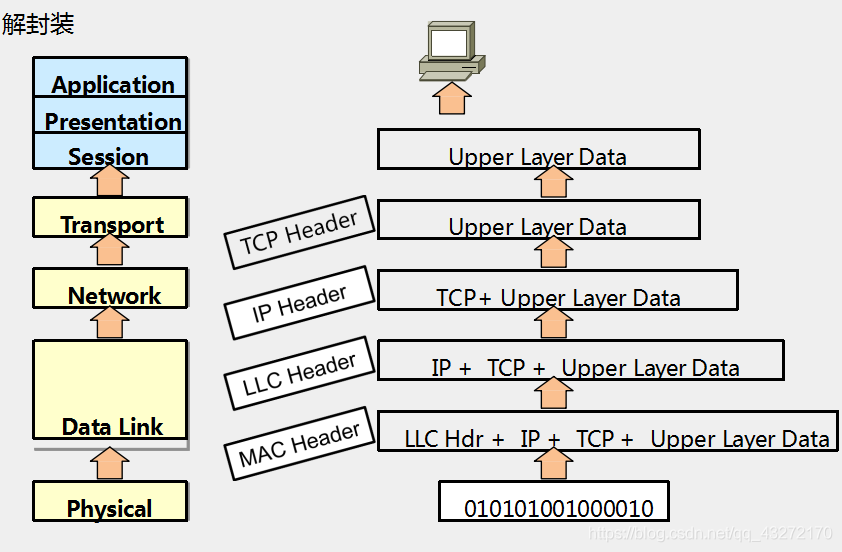 解封装
Application
Presentation
Session
Upper Layer Data
Transport
TCP Header
Upper Layer Data
Network
IP Header
TCP+ Upper Layer Data
LLC Header
IP + TCP + Upper Layer Data
Data Link
MAC Header
LLC Hdr + IP + TCP + Upper Layer Data
Physical
010101001000010
https://blog.csdn.net/qq_43272170